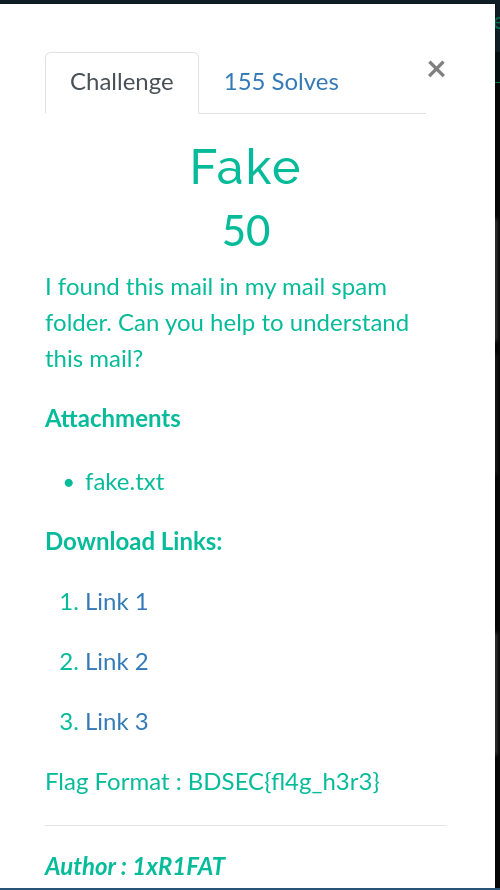 Challenge
155 Solves
×
Fake
50
I found this mail in my mail spam
folder. Can you help to understand
this mail?
Attachments
• fake.txt
Download Links:
1. Link 1
2. Link 2
3. Link 3
Flag Format : BDSEC{fl4g_h3r3}
Author : 1xR1FAT